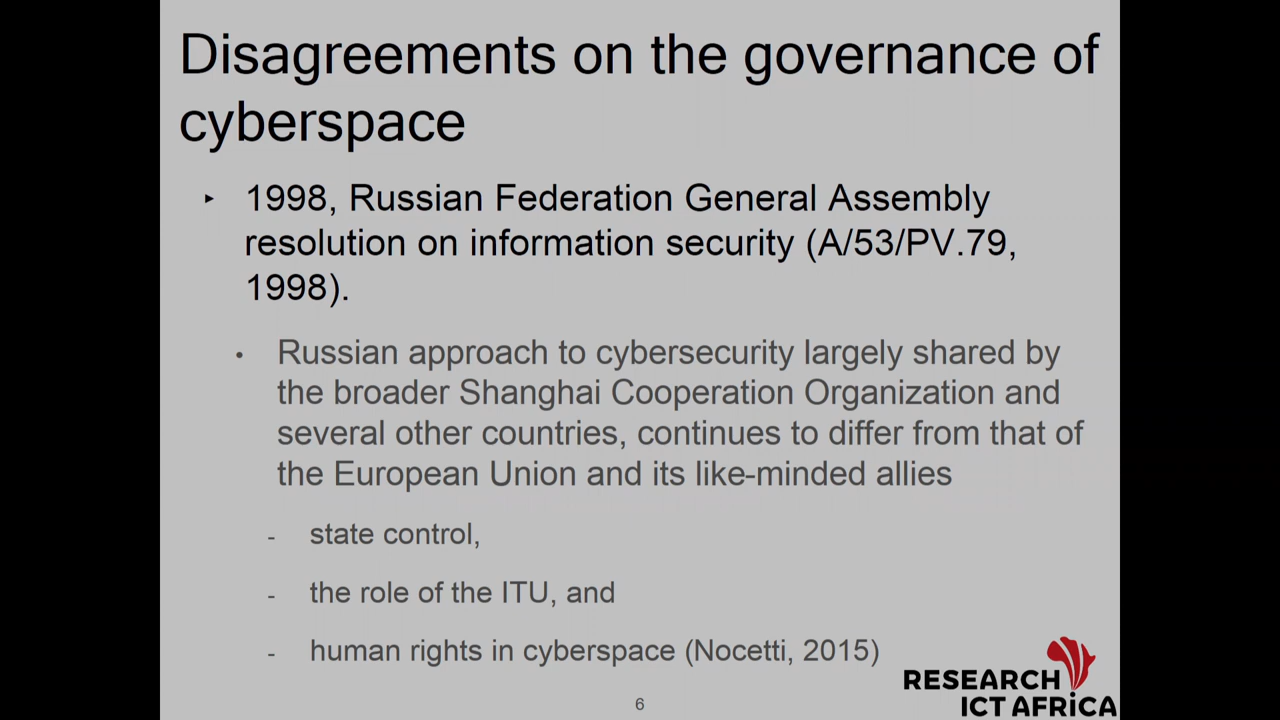 Disagreements on the governance of
cyberspace
‣ 1998, Russian Federation General Assembly
resolution on information security (A/53/PV.79,
1998).
• Russian approach to cybersecurity largely shared by
the broader Shanghai Cooperation Organization and
several other countries, continues to differ from that of
the European Union and its like-minded allies
- state control,
- the role of the ITU, and
- human rights in cyberspace (Nocetti, 2015)
RESEARCH
ICT AFRICA
6